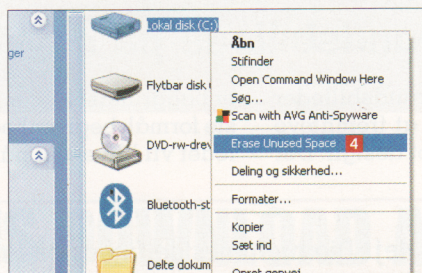 Lokal disk (C:)
ger
Flytbar disk
DVD-rw-drev
Bluetooth-st
Delte dokum
Åbn
Stifinder
Open Command Window Here
Søg...
Scan with AVG Anti-Spyware
Erase Unused Space 4
Deling og sikkerhed...
Formater...
Kopier
Sæt ind
Opret genvej